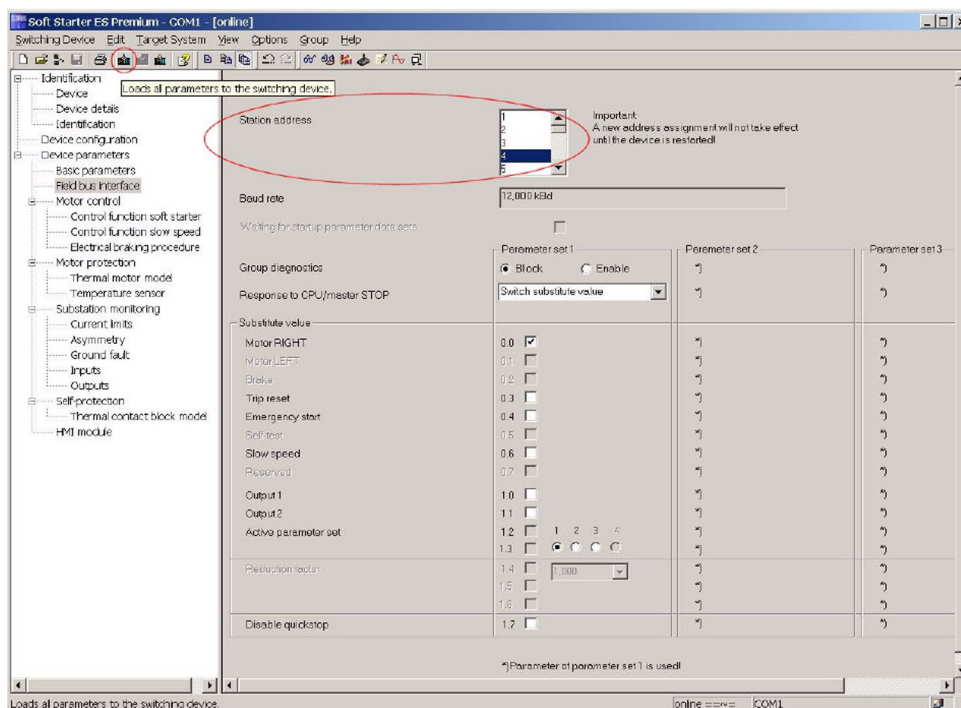 Soft Starter ES Premium - COM1 - [online]
Switching Device Edit Target System View Options Group Help
Loads all parameters to the switching device.
Identification
Device
Device details
Identification
Device configuration
Device parameters
Basic parameters
Field bus interface
Motor control
Control function soft starter
Control function slow speed
Electrical braking procedure
Motor protection
Thermal motor model
Temperature sensor
Substation monitoring
Current limits
Asymmetry
Ground fault
Inputs
Outputs
Self-protection
Thermal contact block model
HMI module
Station address
1
2
3
4
5
Important
A new address assignment will not take effect
until the device is restarted!
Baud rate 12,000 kBd
Waiting for startup parameter data sets
Parameter set 1 Parameter set 2 Parameter set 3
Group diagnostics Block Enable *) *)
Response to CPU/master STOP Switch substitute value *) *)
Substitute value
Motor RIGHT 0.0 *) *)
Motor LEFT 0.1 *) *)
Brake 0.2 *) *)
Trip reset 0.3 *) *)
Emergency start 0.4 *) *)
Self test 0.5 *) *)
Slow speed 0.6 *) *)
Reserved 0.7 *) *)
Output 1 1.0 *) *)
Output 2 1.1 *) *)
Active parameter set 1.2 1 2 3 4 *) *)
1.3 *) *)
Reduction factor 1.4 1,000 *) *)
1.5 *) *)
1.6 *) *)
Disable quickstop 1.7 *) *)
*)Parameter of parameter set 1 is used!
Loads all parameters to the switching device. online ==~= COM1